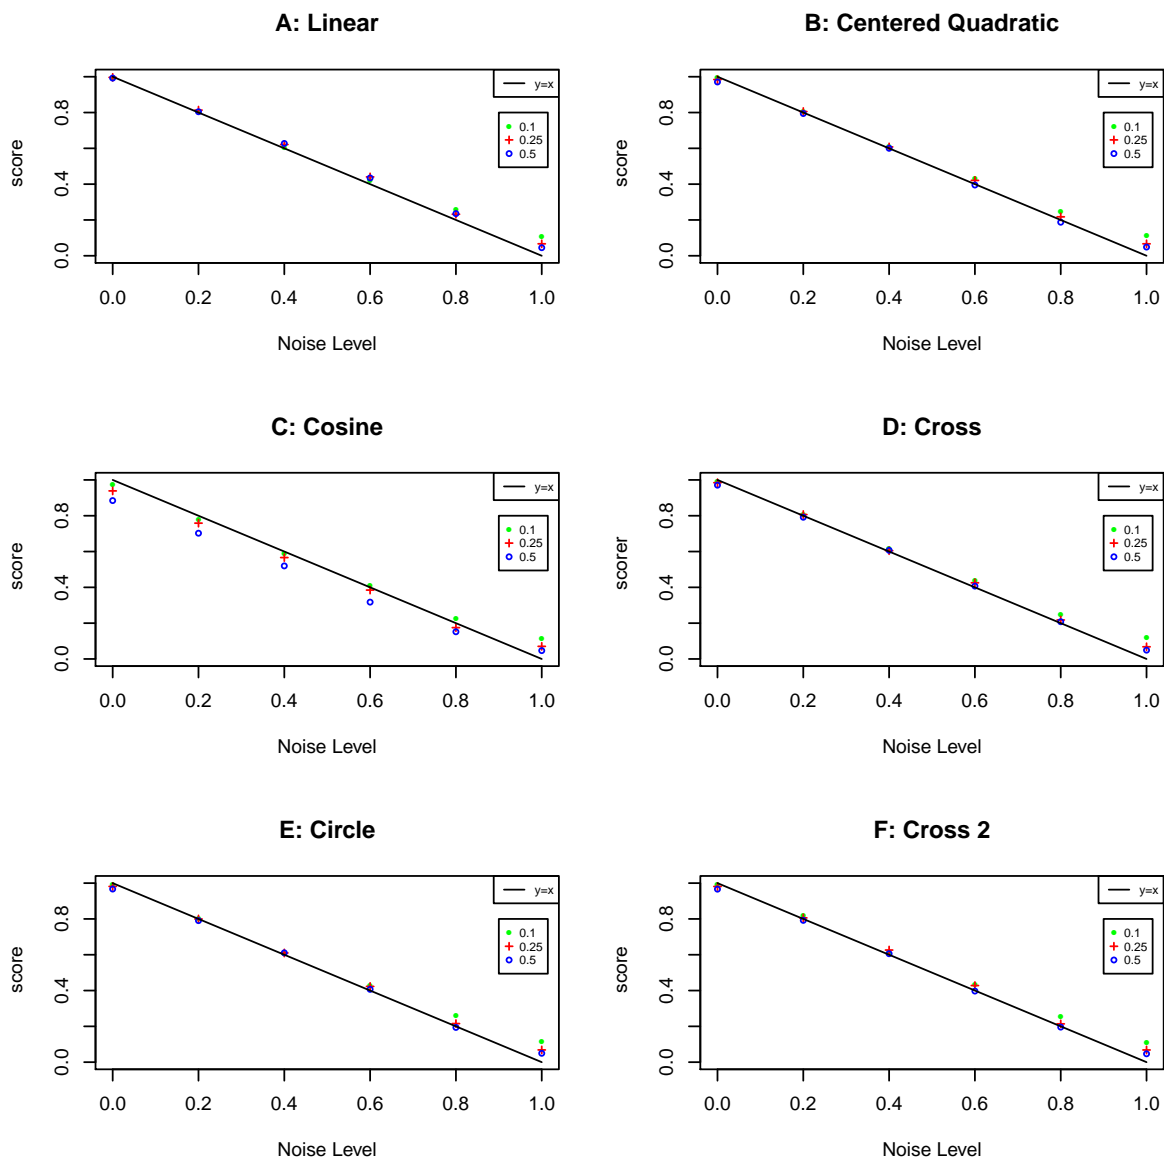 A: Linear
score
0.0 0.4 0.8
y=x
0.1
0.25
0.5
0.0 0.2 0.4 0.6 0.8 1.0
Noise Level
B: Centered Quadratic
score
0.0 0.4 0.8
y=x
0.1
0.25
0.5
0.0 0.2 0.4 0.6 0.8 1.0
Noise Level
C: Cosine
score
0.0 0.4 0.8
y=x
0.1
0.25
0.5
0.0 0.2 0.4 0.6 0.8 1.0
Noise Level
D: Cross
scorer
0.0 0.4 0.8
y=x
0.1
0.25
0.5
0.0 0.2 0.4 0.6 0.8 1.0
Noise Level
E: Circle
score
0.0 0.4 0.8
y=x
0.1
0.25
0.5
0.0 0.2 0.4 0.6 0.8 1.0
Noise Level
F: Cross 2
score
0.0 0.4 0.8
y=x
0.1
0.25
0.5
0.0 0.2 0.4 0.6 0.8 1.0
Noise Level